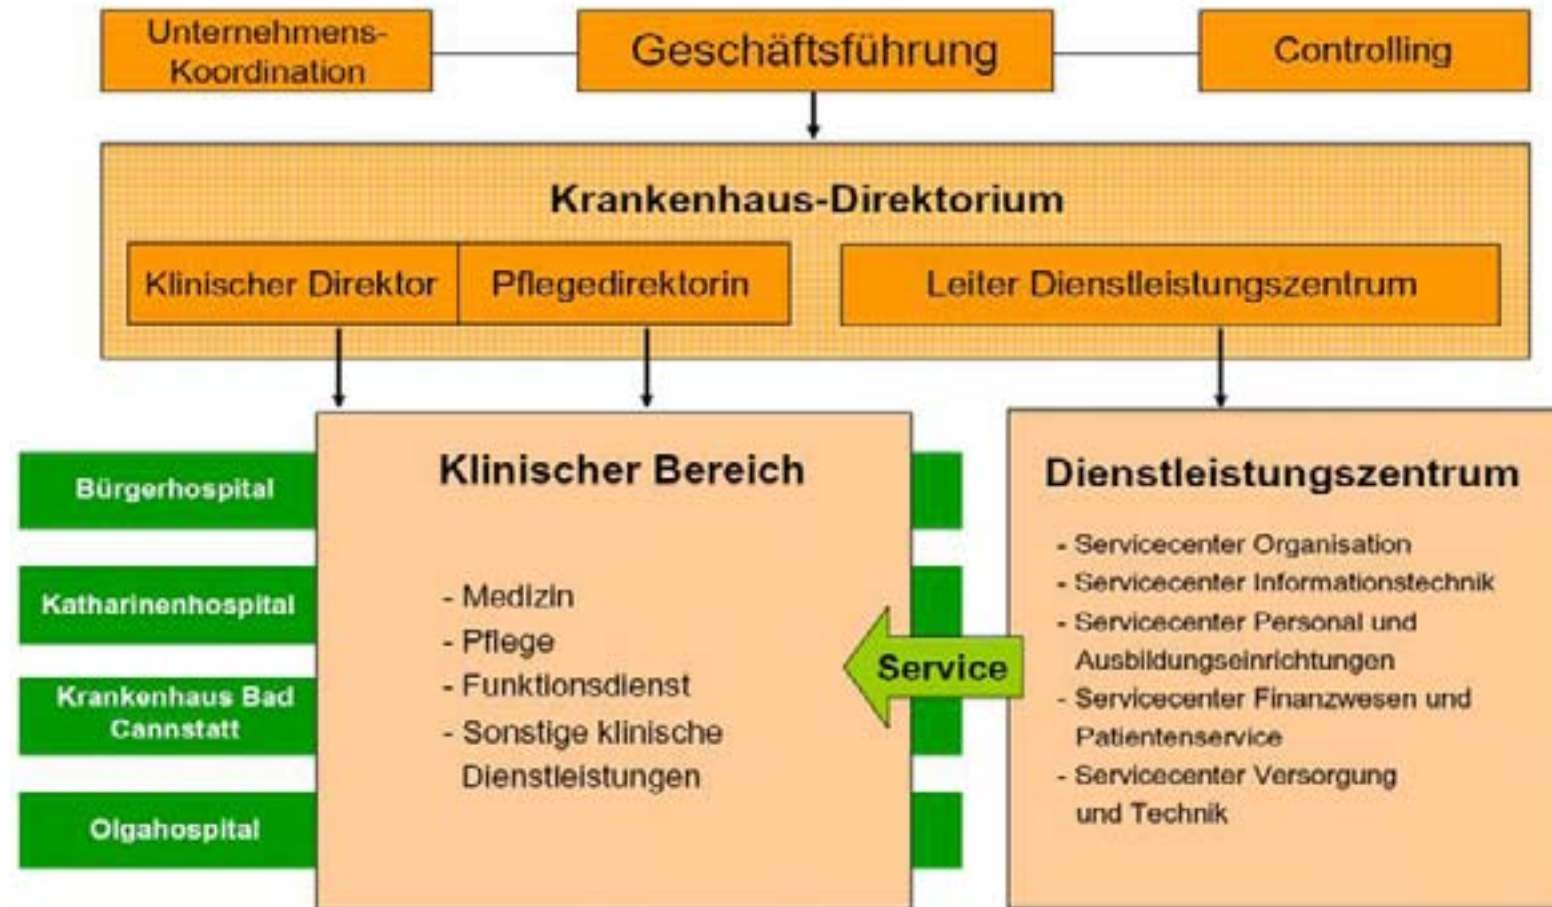 Unternehmens-
Koordination
Geschäftsführung
Controlling
Krankenhaus-Direktorium
Klinischer Direktor
Pflegedirektorin
Leiter Dienstleistungszentrum
Bürgerhospital
Katharinenhospital
Krankenhaus Bad
Cannstatt
Olgahospital
Klinischer Bereich
- Medizin
- Pflege
- Funktionsdienst
- Sonstige klinische
Dienstleistungen
Service
Dienstleistungszentrum
- Servicecenter Organisation
- Servicecenter Informationstechnik
- Servicecenter Personal und
Ausbildungseinrichtungen
- Servicecenter Finanzwesen und
Patientenservice
- Servicecenter Versorgung
und Technik